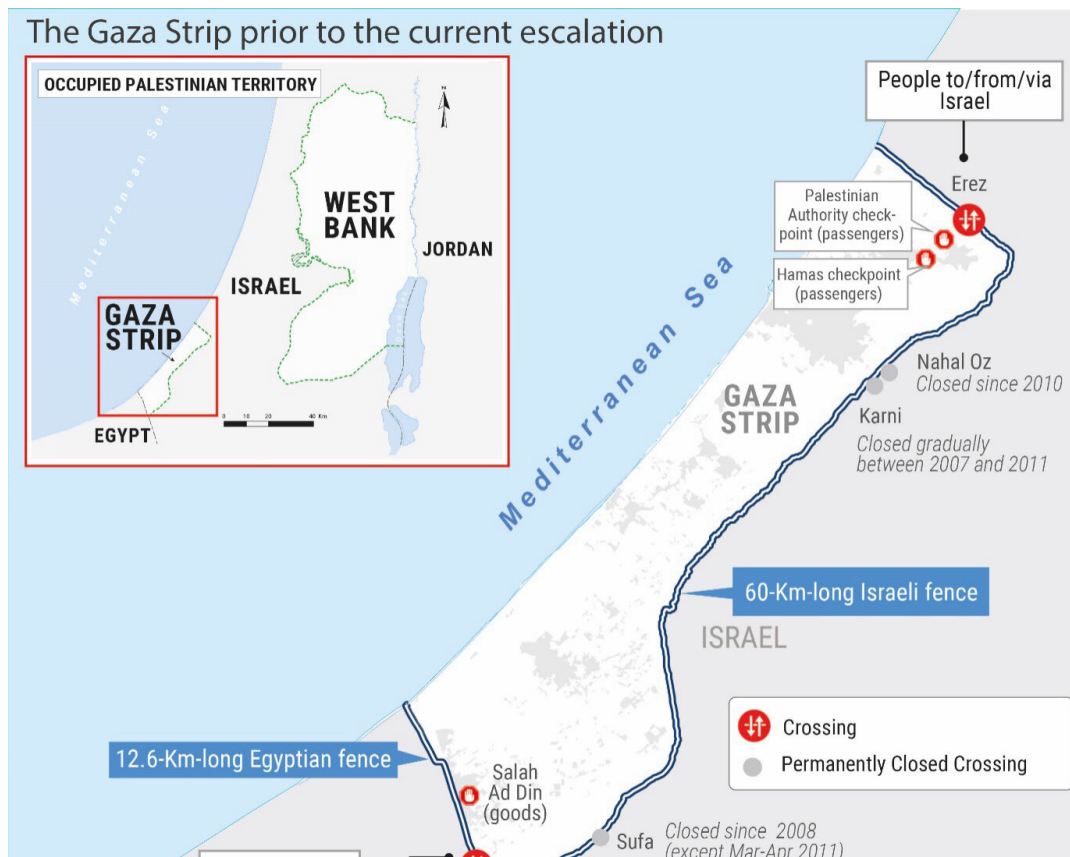 The Gaza Strip prior to the current escalation
OCCUPIED PALESTINIAN TERRITORY
Mediterranean Sea
N
WEST
BANK
JORDAN
ISRAEL
GAZA
STRIP
EGYPT
0 10 20 40 Km
People to/from/via
Israel
Erez
Palestinian
Authority check-
point (passengers)
Hamas checkpoint
(passengers)
Mediterranean Sea
GAZA
STRIP
Nahal Oz
Closed since 2010
Karni
Closed gradually
between 2007 and 2011
60-Km-long Israeli fence
ISRAEL
Crossing
Permanently Closed Crossing
12.6-Km-long Egyptian fence
Salah
Ad Din
(goods)
Sufa
Closed since 2008
(except Mar-Apr 2011)